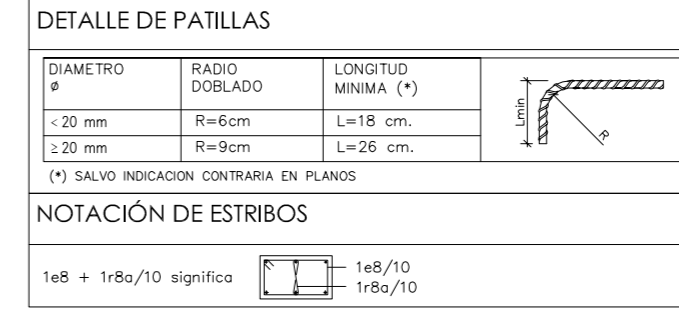 DETALLE DE PATILLAS
DIAMETRO ø RADIO DOBLADO LONGITUD MINIMA (*)
< 20 mm R=6cm L=18 cm.
≥ 20 mm R=9cm L=26 cm.
Lmin
R
(*) SALVO INDICACION CONTRARIA EN PLANOS
NOTACIÓN DE ESTRIBOS
1e8 + 1r8a/10 significa
1e8/10
1r8a/10